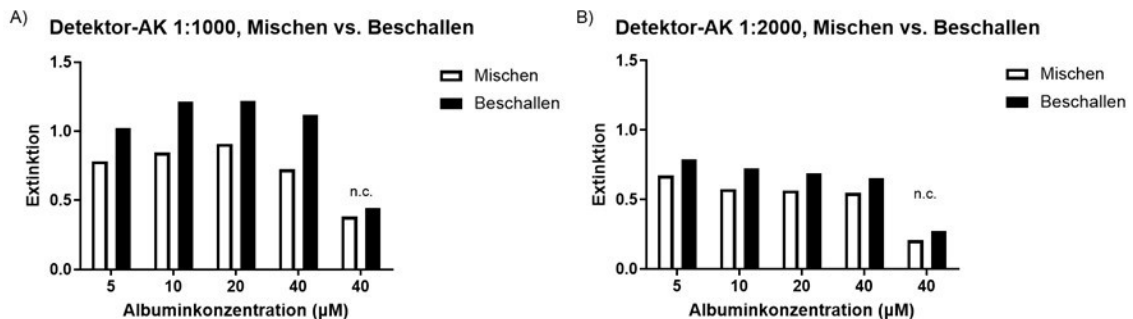 A)
Detektor-AK 1:1000, Mischen vs. Beschallen
1.5
1.0
0.5
0.0
Extinktion
Mischen
Beschallen
n.c.
5 10 20 40 40
Albuminkonzentration (µM)
B)
Detektor-AK 1:2000, Mischen vs. Beschallen
1.5
1.0
0.5
0.0
Extinktion
Mischen
Beschallen
n.c.
5 10 20 40 40
Albuminkonzentration (µM)